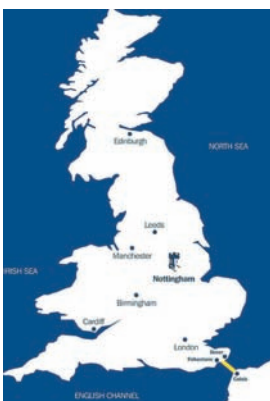 Edinburgh
NORTH SEA
Leeds
Manchester
Nottingham
IRISH SEA
Birmingham
Cardiff
London
Dover
Folkestone
Calais
ENGLISH CHANNEL